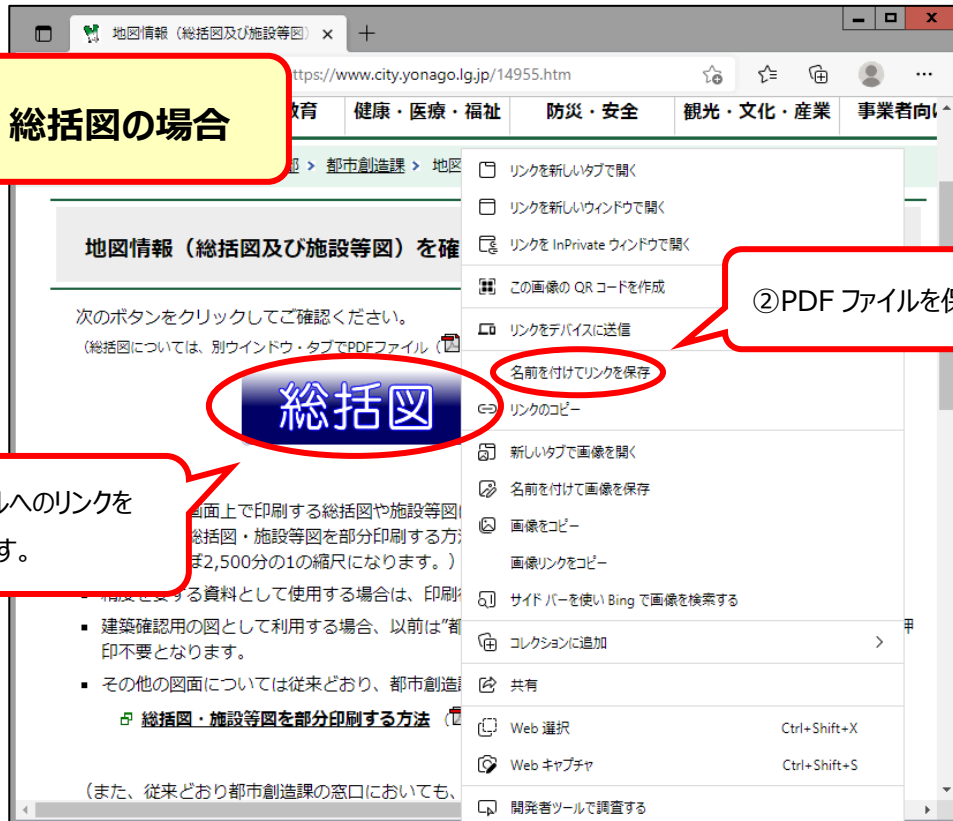 地図情報（総括図及び施設等図）
ttps://www.city.yonago.lg.jp/14955.htm
総括図の場合
教育
健康・医療・福祉
防災・安全
観光・文化・産業
事業者向け
部 > 都市創造課 > 地図
地図情報（総括図及び施設等図）を確
次のボタンをクリックしてご確認ください。
（総括図については、別ウインドウ・タブでPDFファイル（
総括図
ルへのリンクを
す。
画面上で印刷する総括図や施設等図
総括図・施設等図を部分印刷する方
ぼ2,500分の1の縮尺になります。）
▪ 精度を要する資料として使用する場合は、印刷
▪ 建築確認用の図として利用する場合、以前は"都
押
印不要となります。
▪ その他の図面については従来どおり、都市創造
総括図・施設等図を部分印刷する方法（
（また、従来どおり都市創造課の窓口においても、
リンクを新しいタブで開く
リンクを新しいウィンドウで開く
リンクを InPrivate ウィンドウで開く
この画像の QR コードを作成
リンクをデバイスに送信
名前を付けてリンクを保存
リンクのコピー
新しいタブで画像を開く
名前を付けて画像を保存
画像をコピー
画像リンクをコピー
サイド バーを使い Bing で画像を検索する
コレクションに追加
共有
Web 選択 Ctrl+Shift+X
Web キャプチャ Ctrl+Shift+S
開発者ツールで調査する
②PDF ファイルを保